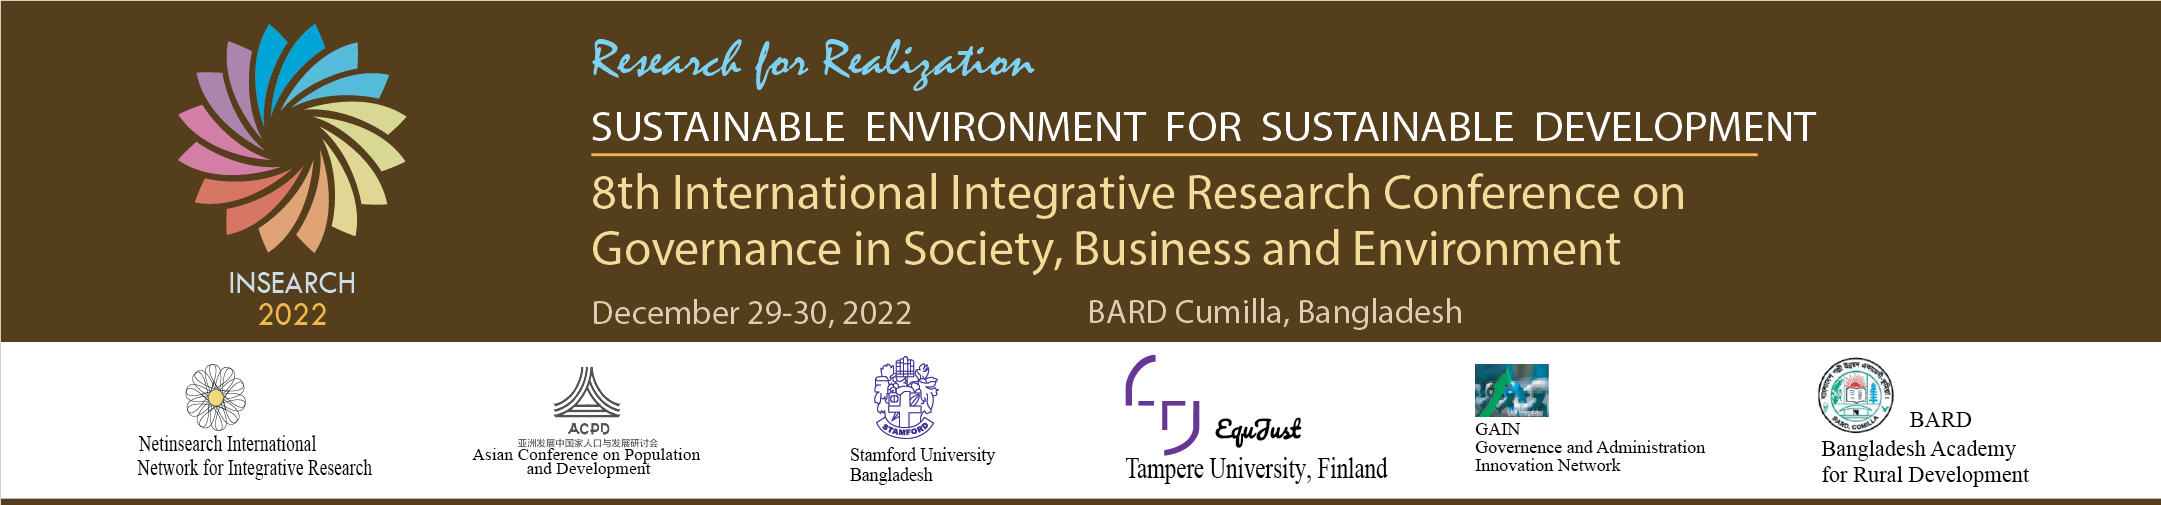 Research for Realization
SUSTAINABLE ENVIRONMENT FOR SUSTAINABLE DEVELOPMENT
8th International Integrative Research Conference on
Governance in Society, Business and Environment
December 29-30, 2022
BARD Cumilla, Bangladesh
INSEARCH
2022
Netinsearch International
Network for Integrative Research
ACPD
亚洲发展中国家人口与发展研讨会
Asian Conference on Population
and Development
STAMFORD
Stamford University
Bangladesh
EquJust
Tampere University, Finland
GAIN
Governence and Administration
Innovation Network
BARD, COMILLA
BARD
Bangladesh Academy
for Rural Development